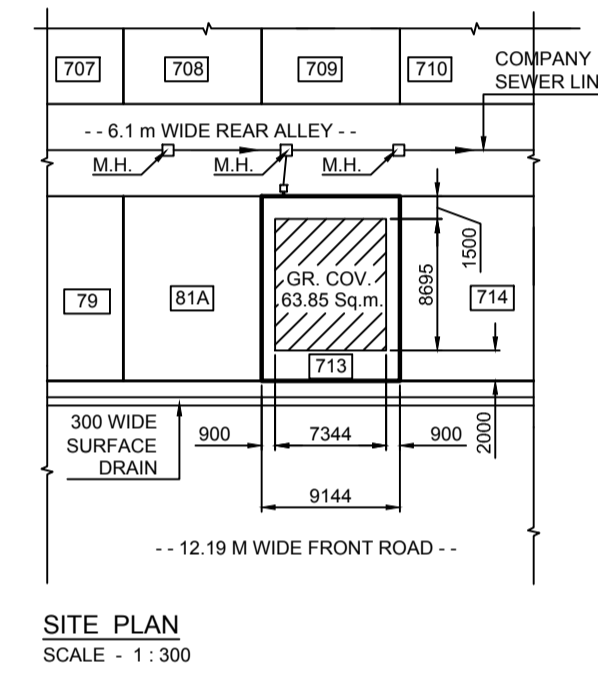 707
708
709
710
COMPANY
SEWER LIN
- - 6.1 m WIDE REAR ALLEY - -
M.H.
M.H.
M.H.
79
81A
GR. COV.
63.85 Sq.m.
713
8695
1500
714
300 WIDE
SURFACE
DRAIN
900
7344
900
2000
9144
- - 12.19 M WIDE FRONT ROAD - -
SITE PLAN
SCALE - 1 : 300